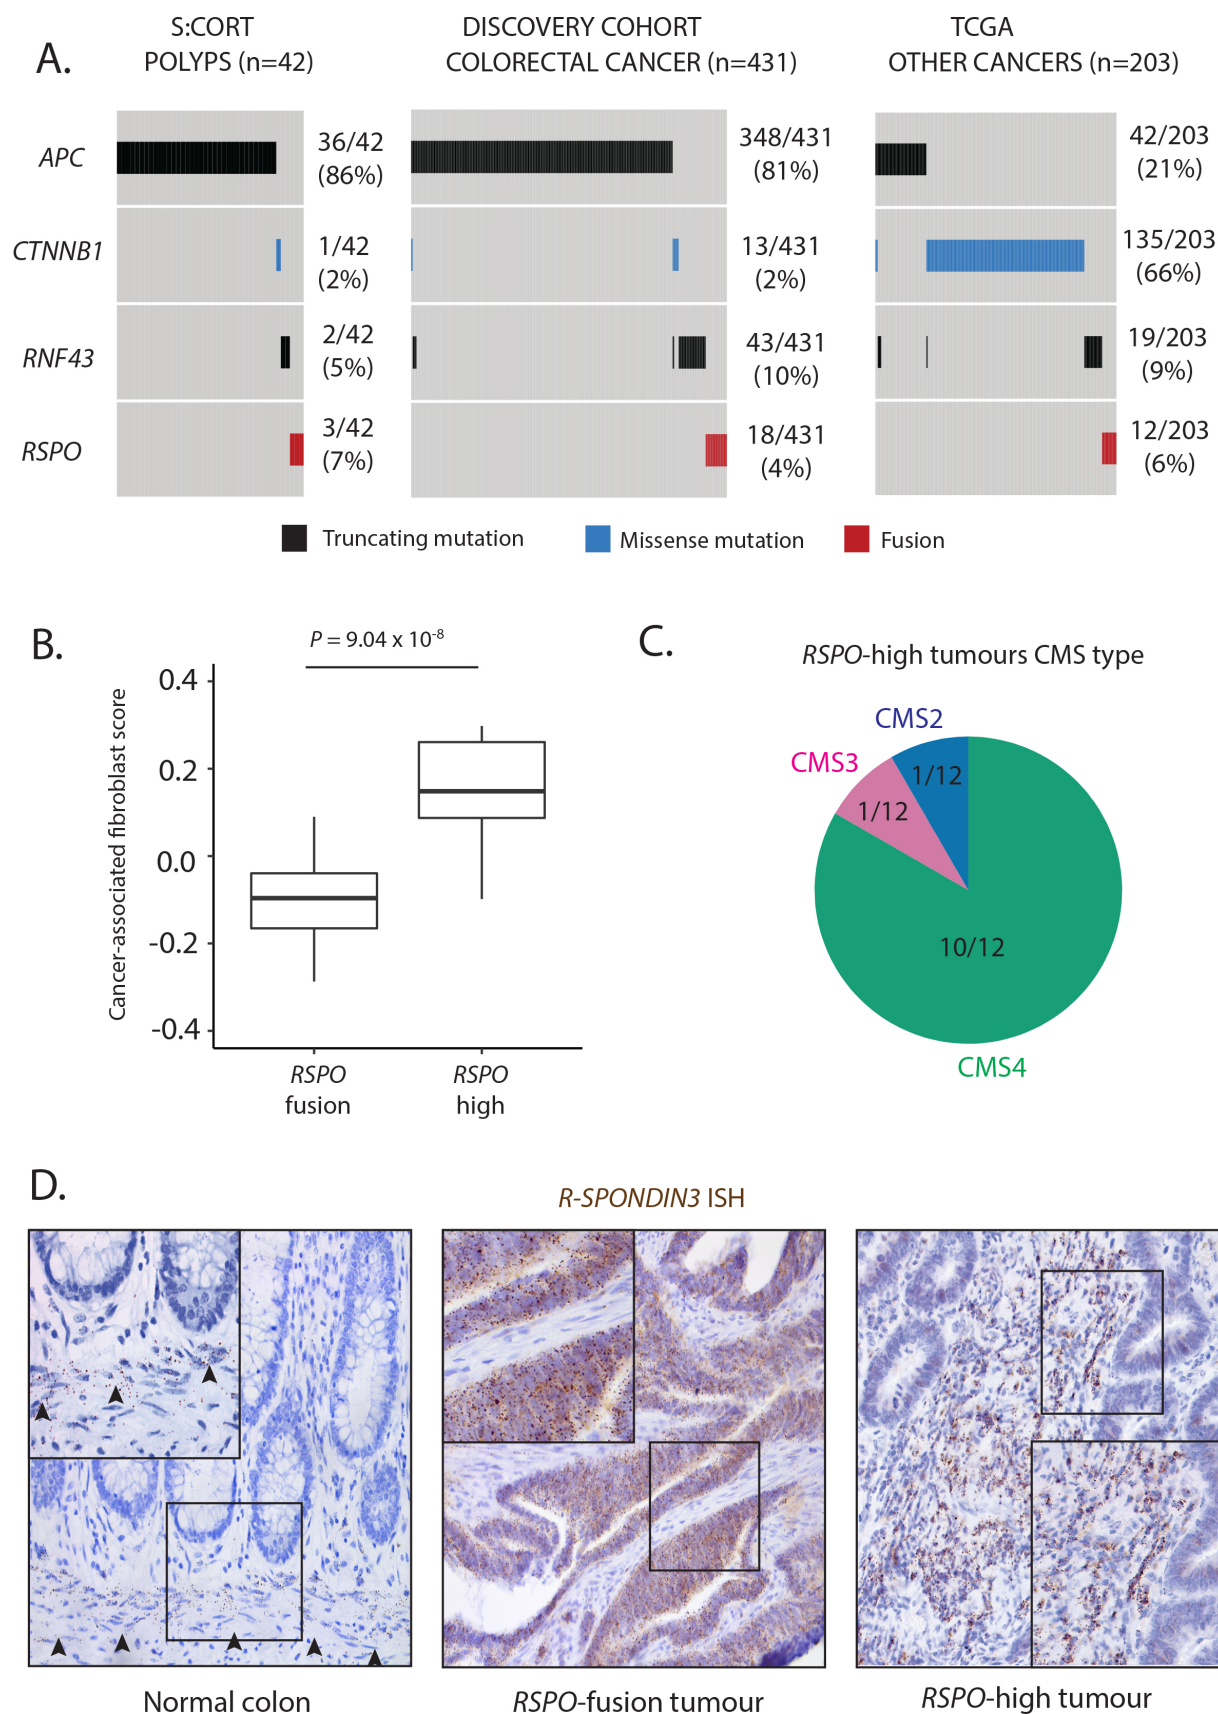 A.
S:CORT
POLYPS (n=42)
DISCOVERY COHORT
COLORECTAL CANCER (n=431)
TCGA
OTHER CANCERS (n=203)
APC
36/42
(86%)
348/431
(81%)
42/203
(21%)
CTNNB1
1/42
(2%)
13/431
(2%)
135/203
(66%)
RNF43
2/42
(5%)
43/431
(10%)
19/203
(9%)
RSPO
3/42
(7%)
18/431
(4%)
12/203
(6%)
Truncating mutation
Missense mutation
Fusion
B.
P = 9.04 x 10-8
Cancer-associated fibroblast score
0.4
0.2
0.0
-0.2
-0.4
RSPO
fusion
RSPO
high
C.
RSPO-high tumours CMS type
CMS2
CMS3
1/12
1/12
10/12
CMS4
D.
R-SPONDIN3 ISH
Normal colon
RSPO-fusion tumour
RSPO-high tumour